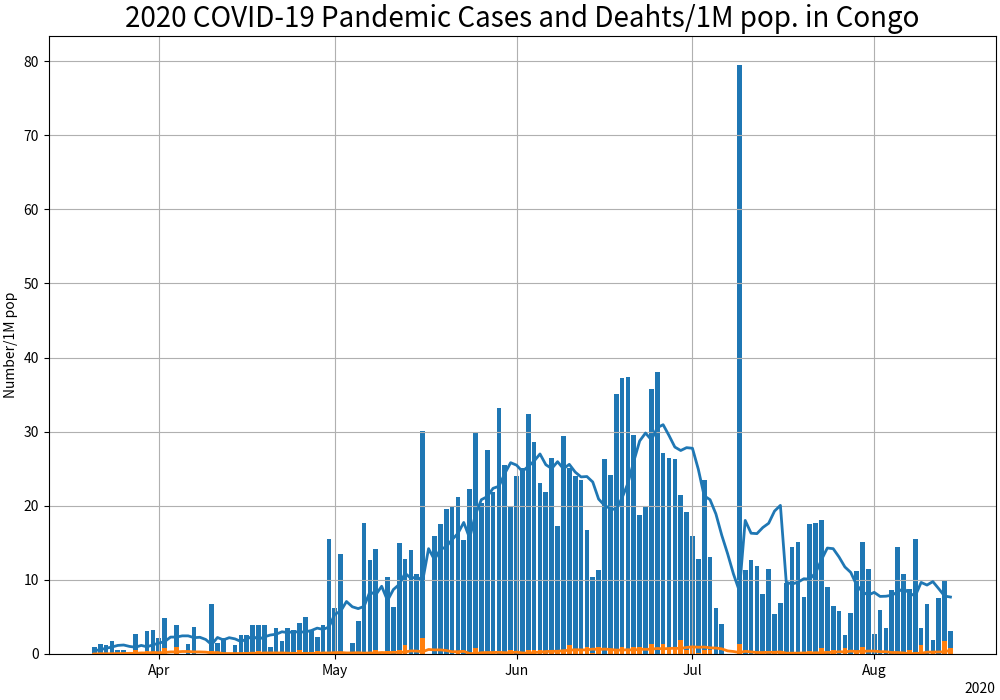 2020 COVID-19 Pandemic Cases and Deahts/1M pop. in Congo
Number/1M pop
80
70
60
50
40
30
20
10
0
Apr
May
Jun
Jul
Aug
2020